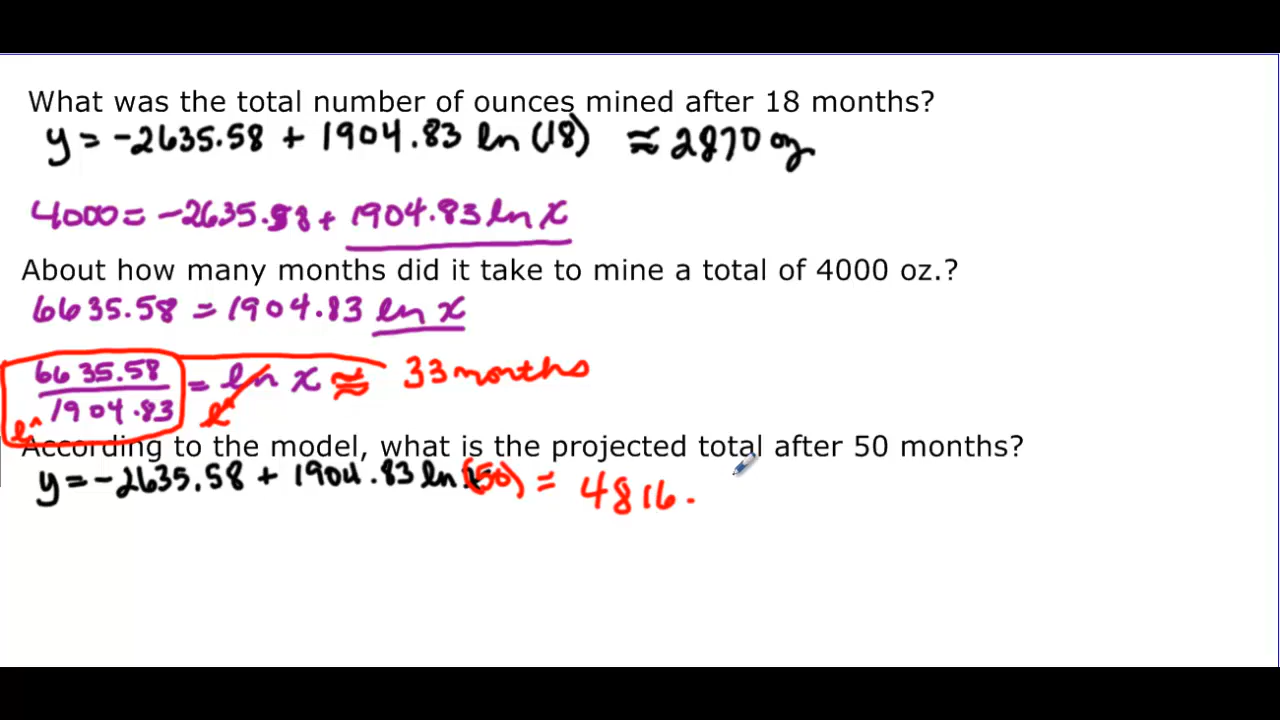 What was the total number of ounces mined after 18 months?
y = -2635.58 + 1904.83 ln(18) ≈ 2870 oz
4000 = -2635.58 + 1904.83 ln x
About how many months did it take to mine a total of 4000 oz.?
6635.58 = 1904.83 ln x
6635.58
e^ 1904.83 = ln x ≈ 33 months
e^
According to the model, what is the projected total after 50 months?
y = -2635.58 + 1904.83 ln (50) = 4816.